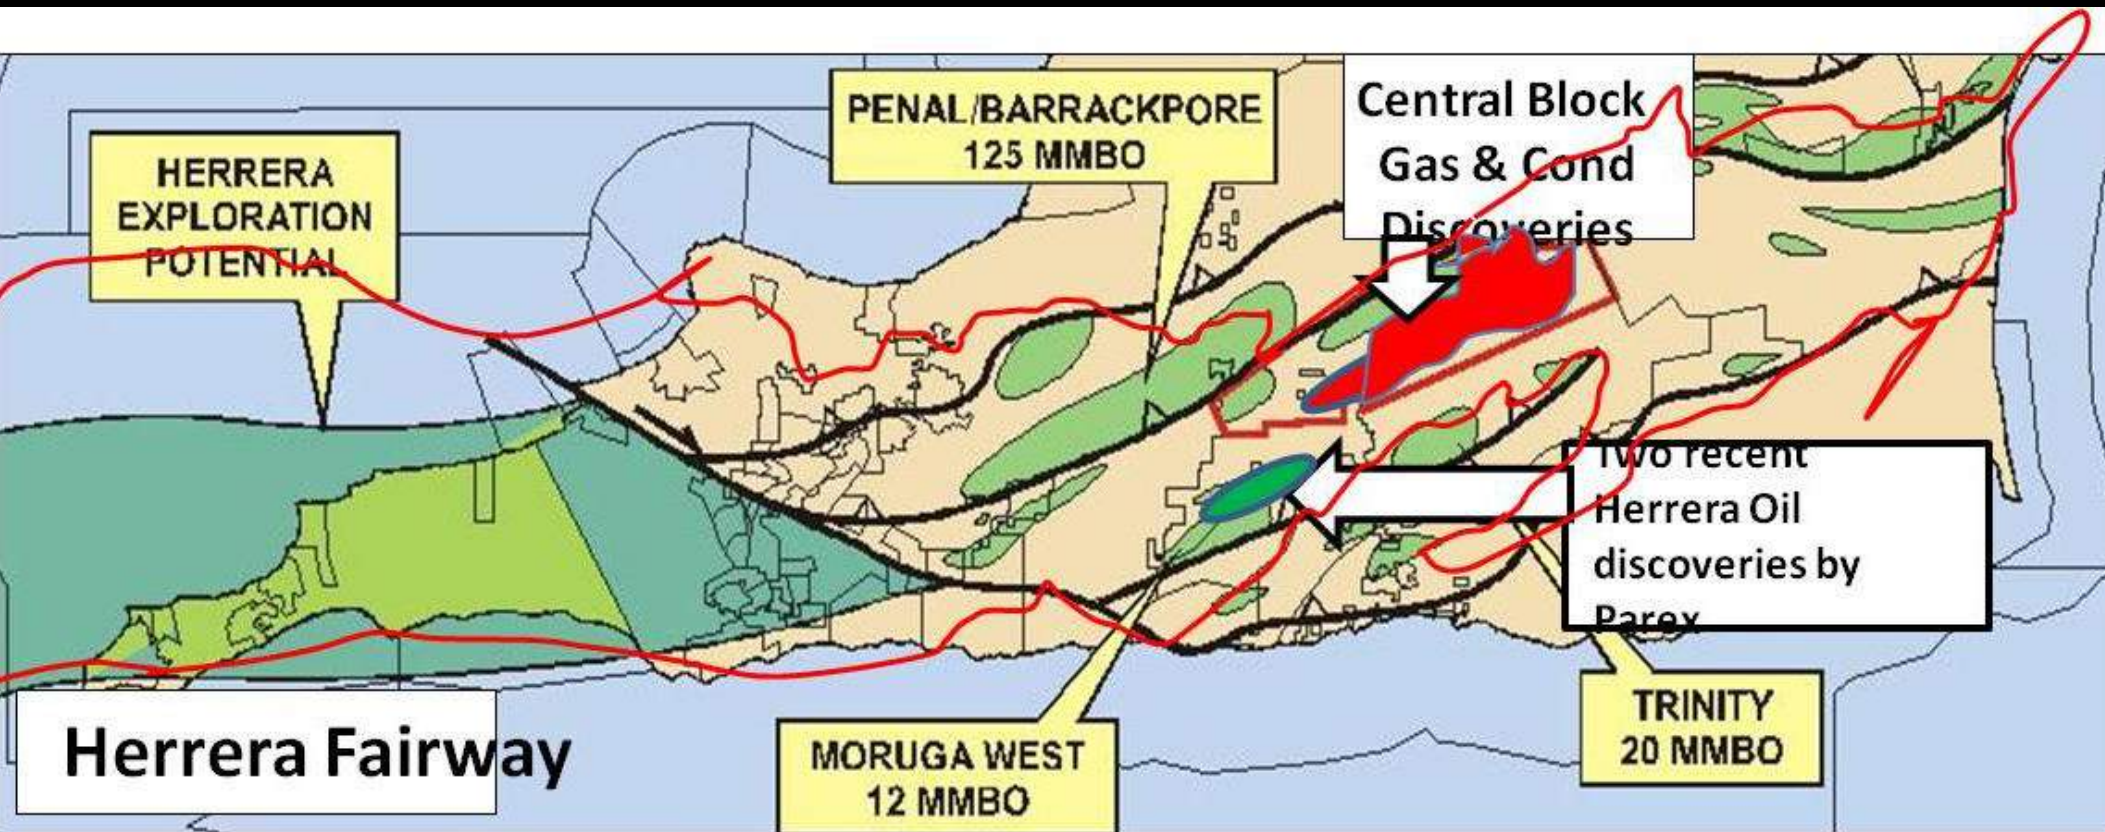 PENAL/BARRACKPORE
125 MMBO
Central Block
Gas & Cond
Discoveries
HERRERA
EXPLORATION
POTENTIAL
Two recent
Herrera Oil
discoveries by
Parex
TRINITY
20 MMBO
Herrera Fairway
MORUGA WEST
12 MMBO